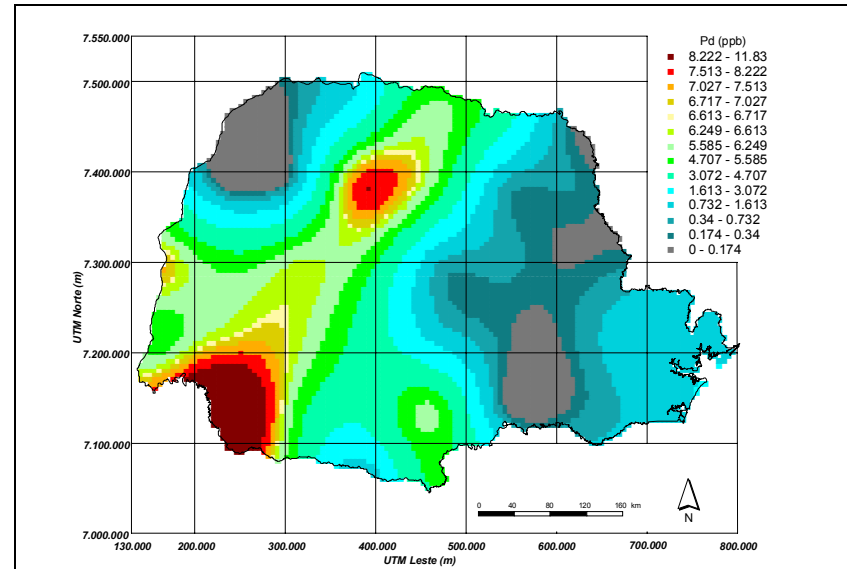 Pd (ppb)
8.222 - 11.83
7.513 - 8.222
7.027 - 7.513
6.717 - 7.027
6.613 - 6.717
6.249 - 6.613
5.585 - 6.249
4.707 - 5.585
3.072 - 4.707
1.613 - 3.072
0.732 - 1.613
0.34 - 0.732
0.174 - 0.34
0 - 0.174
7.550.000
7.500.000
7.400.000
7.300.000
7.200.000
7.100.000
7.000.000
UTM Norte (m)
0 40 80 120 160 km
N
130.000 200.000 300.000 400.000 500.000 600.000 700.000 800.000
UTM Leste (m)